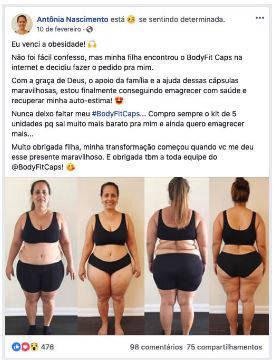 Antônia Nascimento está 🥺 se sentindo determinada.
10 de fevereiro ·
Eu venci a obesidade! 🙌
Não foi fácil confesso, mas minha filha encontrou o BodyFit Caps na
internet e decidiu fazer o pedido pra mim.
Com a graça de Deus, o apoio da família e a ajuda dessas cápsulas
maravilhosas, estou finalmente conseguindo emagrecer com saúde e
recuperar minha auto-estima! 😍
Nunca deixo faltar meu #BodyFitCaps... Compro sempre o kit de 5
unidades pq sai muito mais barato pra mim e ainda quero emagrecer
mais...
Muito obrigada filha, minha transformação começou quando vc me deu
esse presente maravilhoso. E obrigada tbm a toda equipe do
@BodyFitCaps! 😘
476
98 comentários 75 compartilhamentos